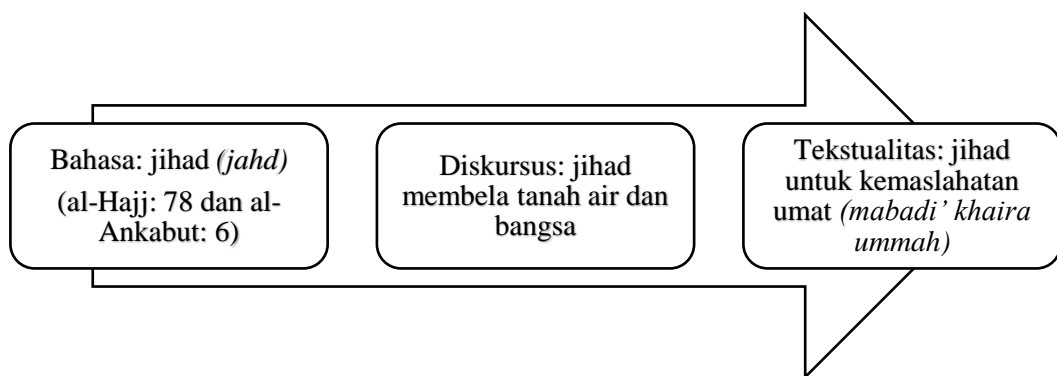 Bahasa: jihad (jahd)
(al-Hajj: 78 dan al-
Ankabut: 6)
Diskursus: jihad
membela tanah air dan
bangsa
Tekstualitas: jihad
untuk kemaslahatan
umat (mabadi’ khaira
ummah)